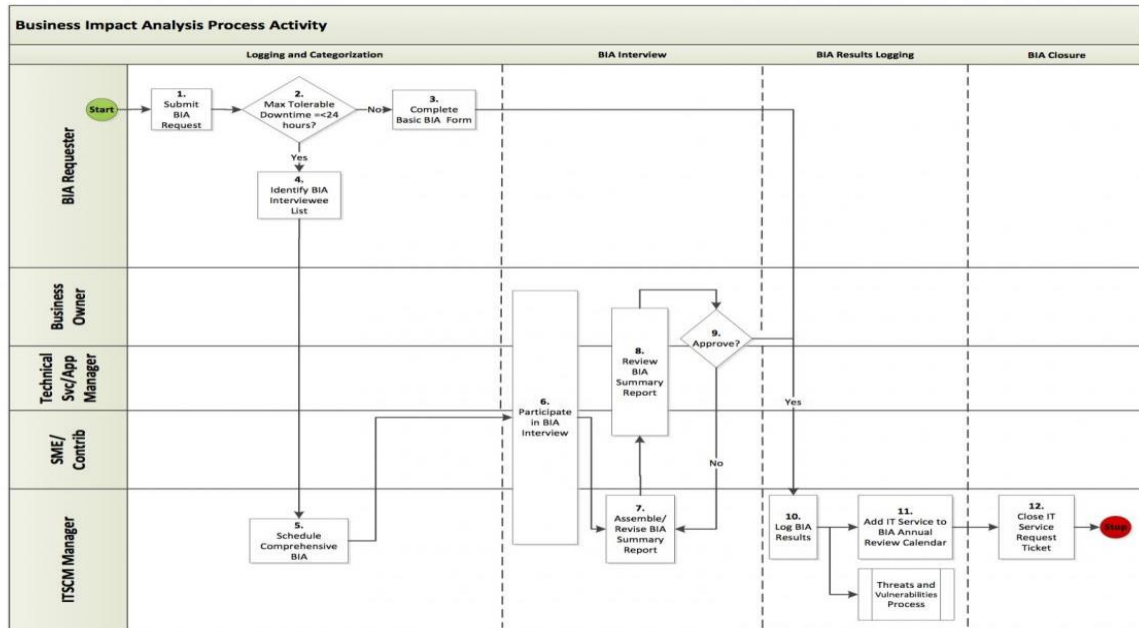 Business Impact Analysis Process Activity
Logging and Categorization
BIA Interview
BIA Results Logging
BIA Closure
BIA Requester
Start
1.
Submit
BIA
Request
2.
Max Tolerable
Downtime =<24
hours?
No
3.
Complete
Basic BIA Form
Yes
4.
Identify BIA
Interviewee
List
Business
Owner
Technical
Svc/App
Manager
SME/
Contrib
6.
Participate
in BIA
Interview
8.
Review
BIA
Summary
Report
9.
Approve?
Yes
No
ITSCM Manager
5.
Schedule
Comprehensive
BIA
7.
Assemble/
Revise BIA
Summary
Report
10.
Log BIA
Results
11.
Add IT Service to
BIA Annual
Review Calendar
Threats and
Vulnerabilities
Process
12.
Close IT
Service
Request
Ticket
Stop